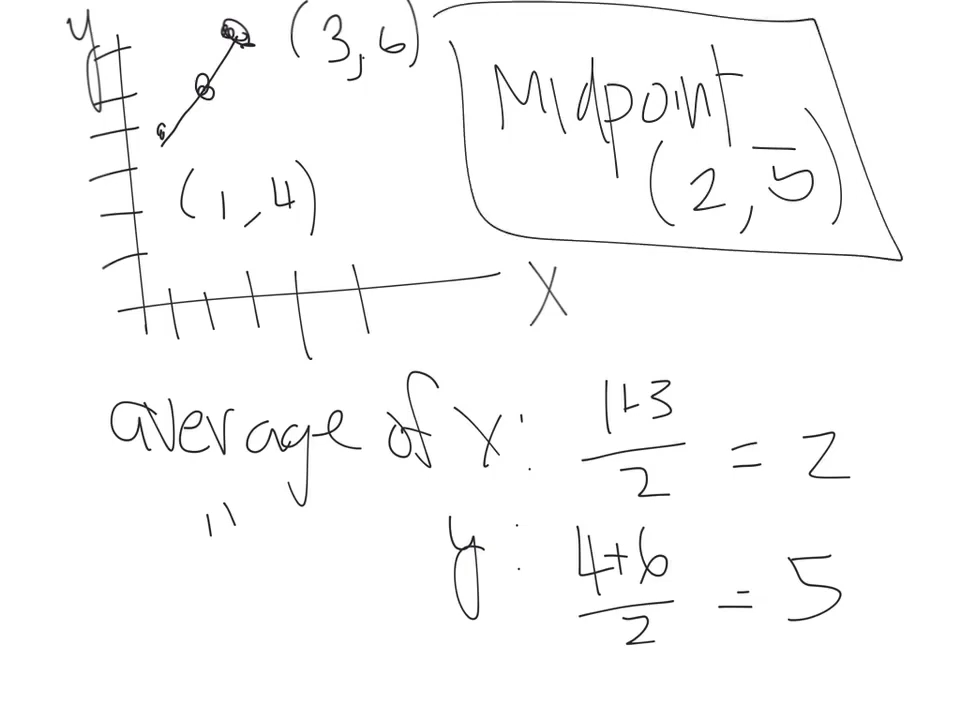 y
(3,6)
Midpoint
(2,5)
(1,4)
X
average of x: 1+3/2 = 2
" y: 4+6/2 = 5